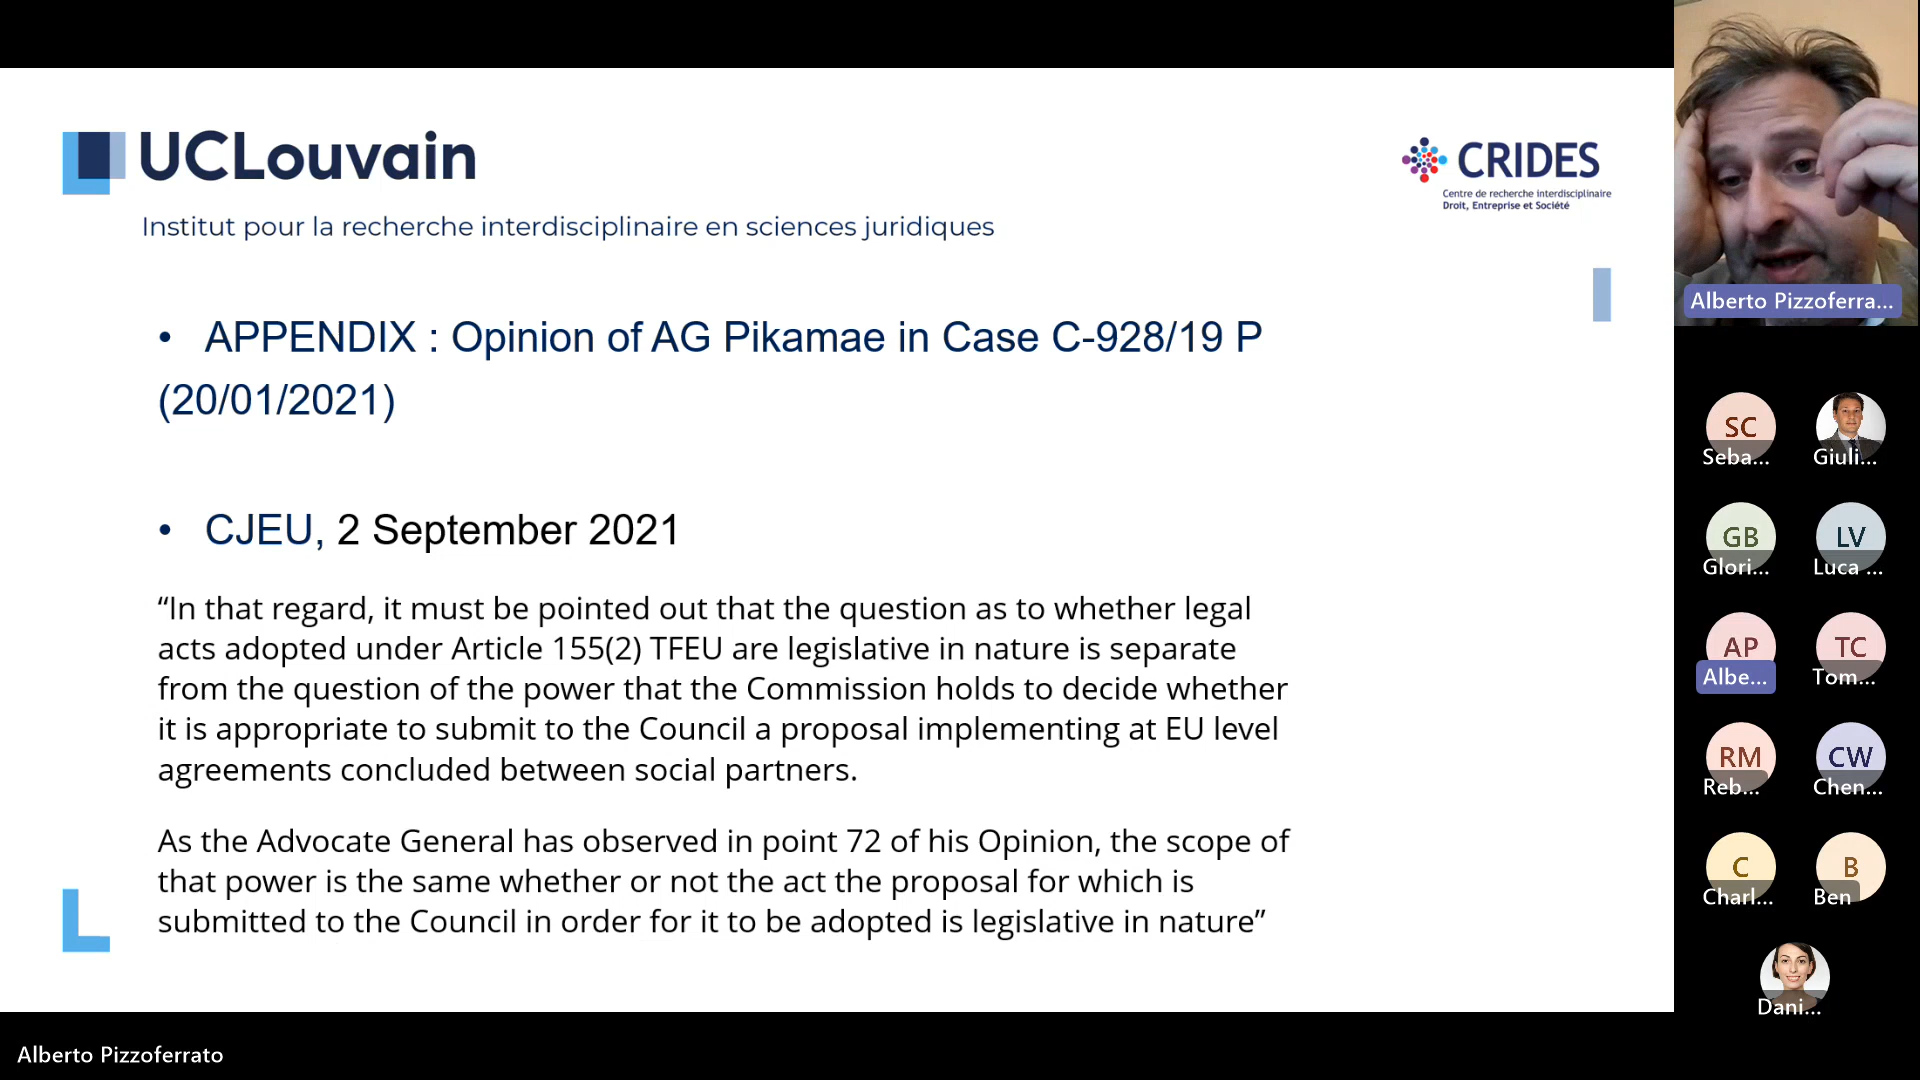 UCLouvain
Institut pour la recherche interdisciplinaire en sciences juridiques
CRIDES
Centre de recherche interdisciplinaire
Droit, Entreprise et Société
• APPENDIX : Opinion of AG Pikamae in Case C-928/19 P
(20/01/2021)
• CJEU, 2 September 2021
“In that regard, it must be pointed out that the question as to whether legal
acts adopted under Article 155(2) TFEU are legislative in nature is separate
from the question of the power that the Commission holds to decide whether
it is appropriate to submit to the Council a proposal implementing at EU level
agreements concluded between social partners.
As the Advocate General has observed in point 72 of his Opinion, the scope of
that power is the same whether or not the act the proposal for which is
submitted to the Council in order for it to be adopted is legislative in nature”
Alberto Pizzoferra...
SC
Seba...
Giuli...
GB
Glori...
LV
Luca ...
AP
Albe...
TC
Tom...
RM
Reb...
CW
Chen...
C
Charl...
B
Ben
Dani...
Alberto Pizzoferrato